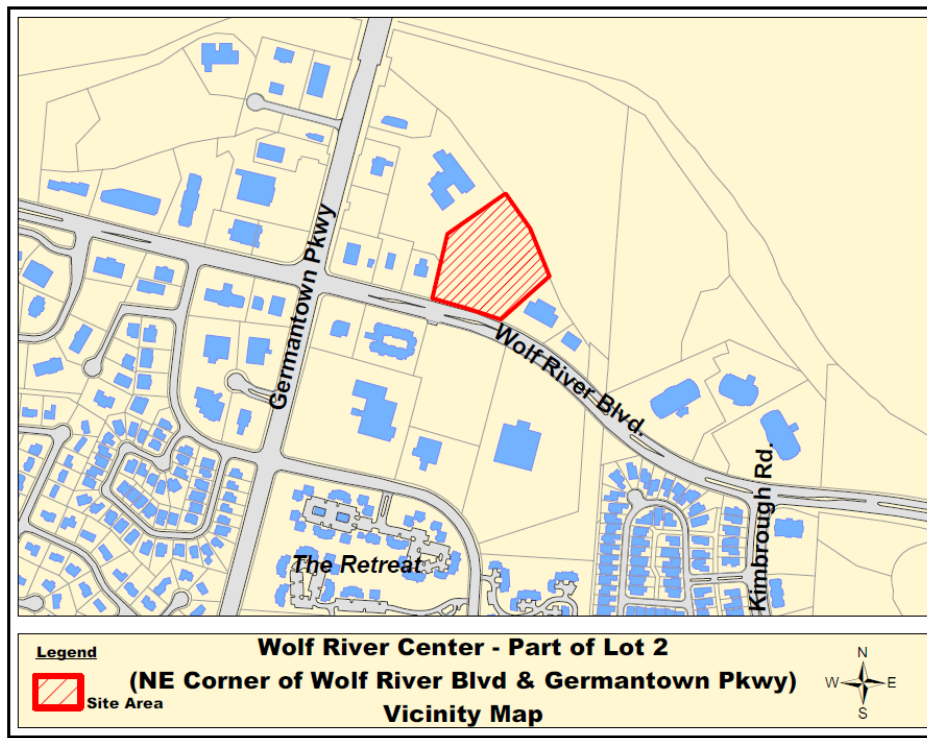 Germantown Pkwy
Wolf River Blvd.
Kimbrough Rd.
The Retreat
Legend
Site Area
Wolf River Center - Part of Lot 2
(NE Corner of Wolf River Blvd & Germantown Pkwy)
Vicinity Map
N
W
E
S